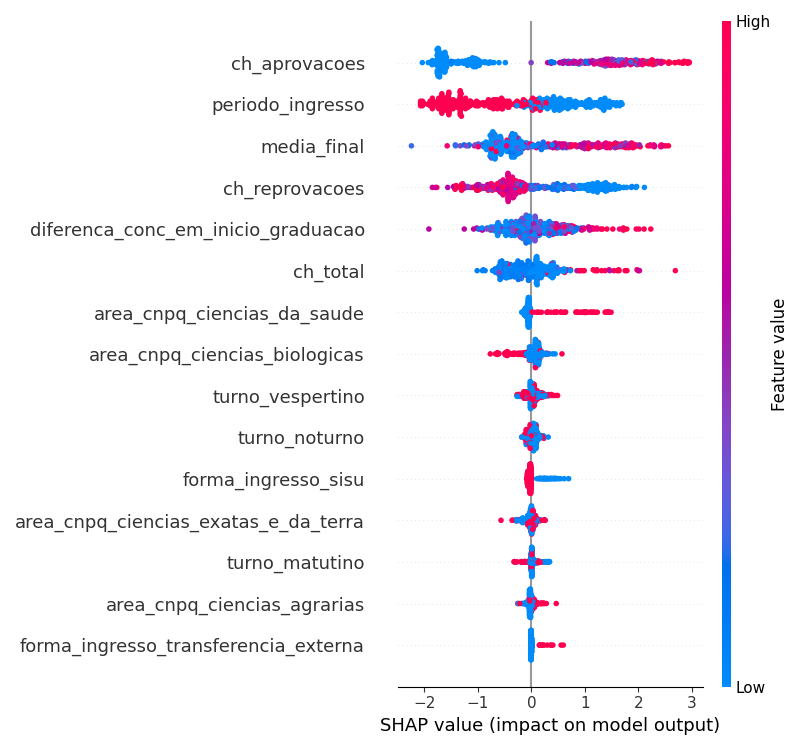 High
ch_aprovacoes
periodo_ingresso
media_final
ch_reprovacoes
diferenca_conc_em_inicio_graduacao
ch_total
area_cnpq_ciencias_da_saude
area_cnpq_ciencias_biologicas
turno_vespertino
turno_noturno
forma_ingresso_sisu
area_cnpq_ciencias_exatas_e_da_terra
turno_matutino
area_cnpq_ciencias_agrarias
forma_ingresso_transferencia_externa
Feature value
Low
−2 −1 0 1 2 3
SHAP value (impact on model output)